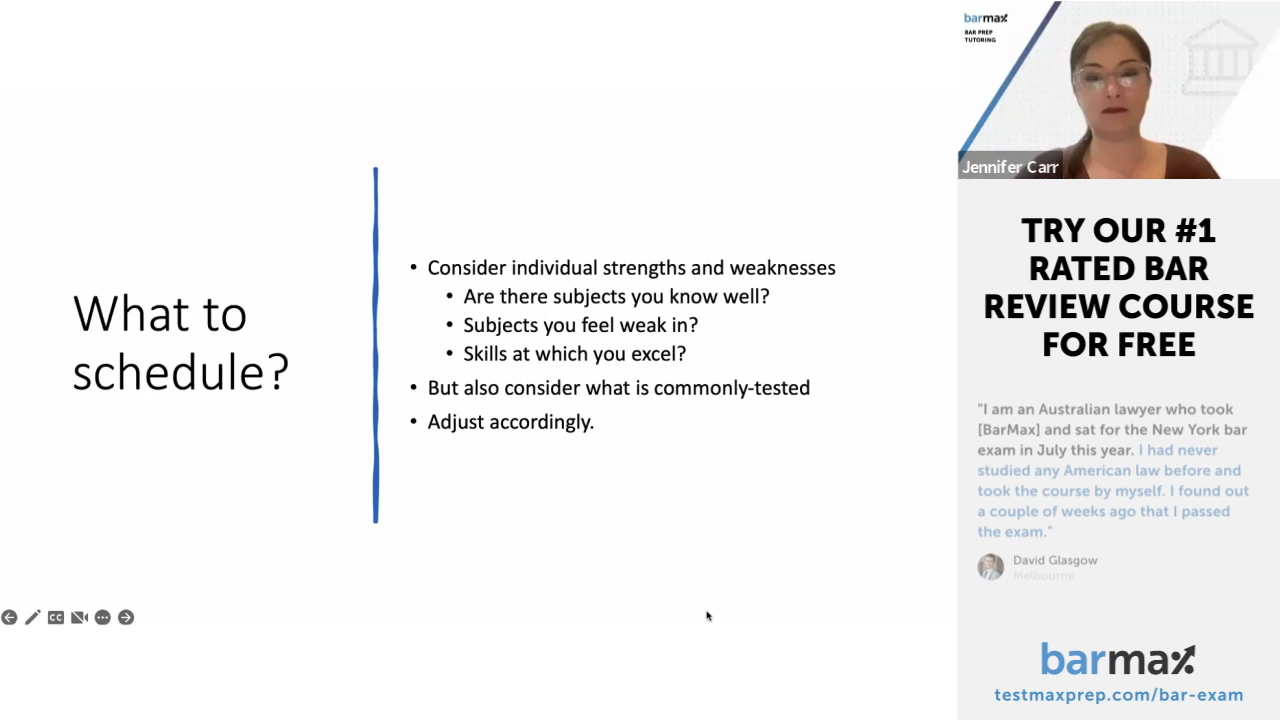 What to
schedule?
• Consider individual strengths and weaknesses
• Are there subjects you know well?
• Subjects you feel weak in?
• Skills at which you excel?
• But also consider what is commonly-tested
• Adjust accordingly.
CC
barmax
BAR PREP
TUTORING
Jennifer Carr
TRY OUR #1
RATED BAR
REVIEW COURSE
FOR FREE
"I am an Australian lawyer who took
[BarMax] and sat for the New York bar
exam in July this year. I had never
studied any American law before and
took the course by myself. I found out
a couple of weeks ago that I passed
the exam."
David Glasgow
Melbourne
barmax
testmaxprep.com/bar-exam